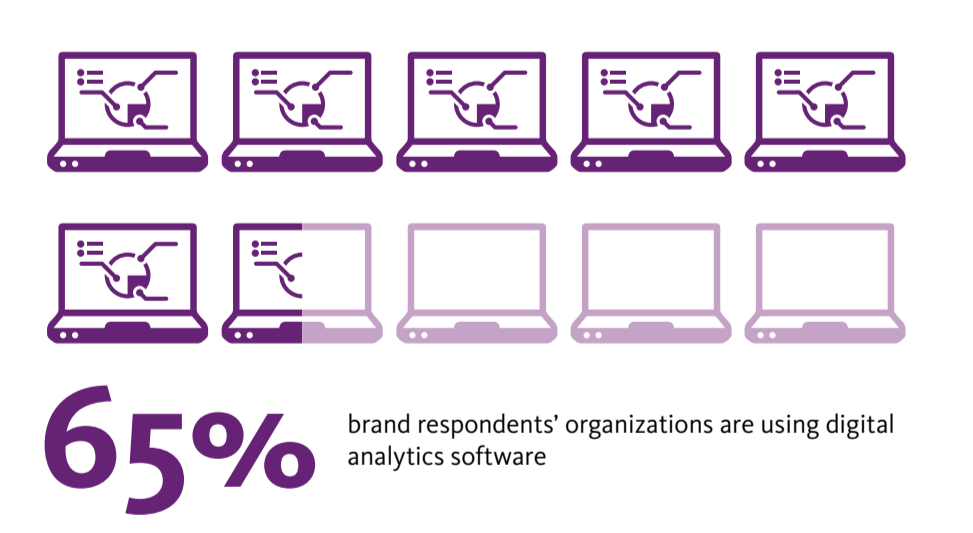 65%
brand respondents’ organizations are using digital
analytics software